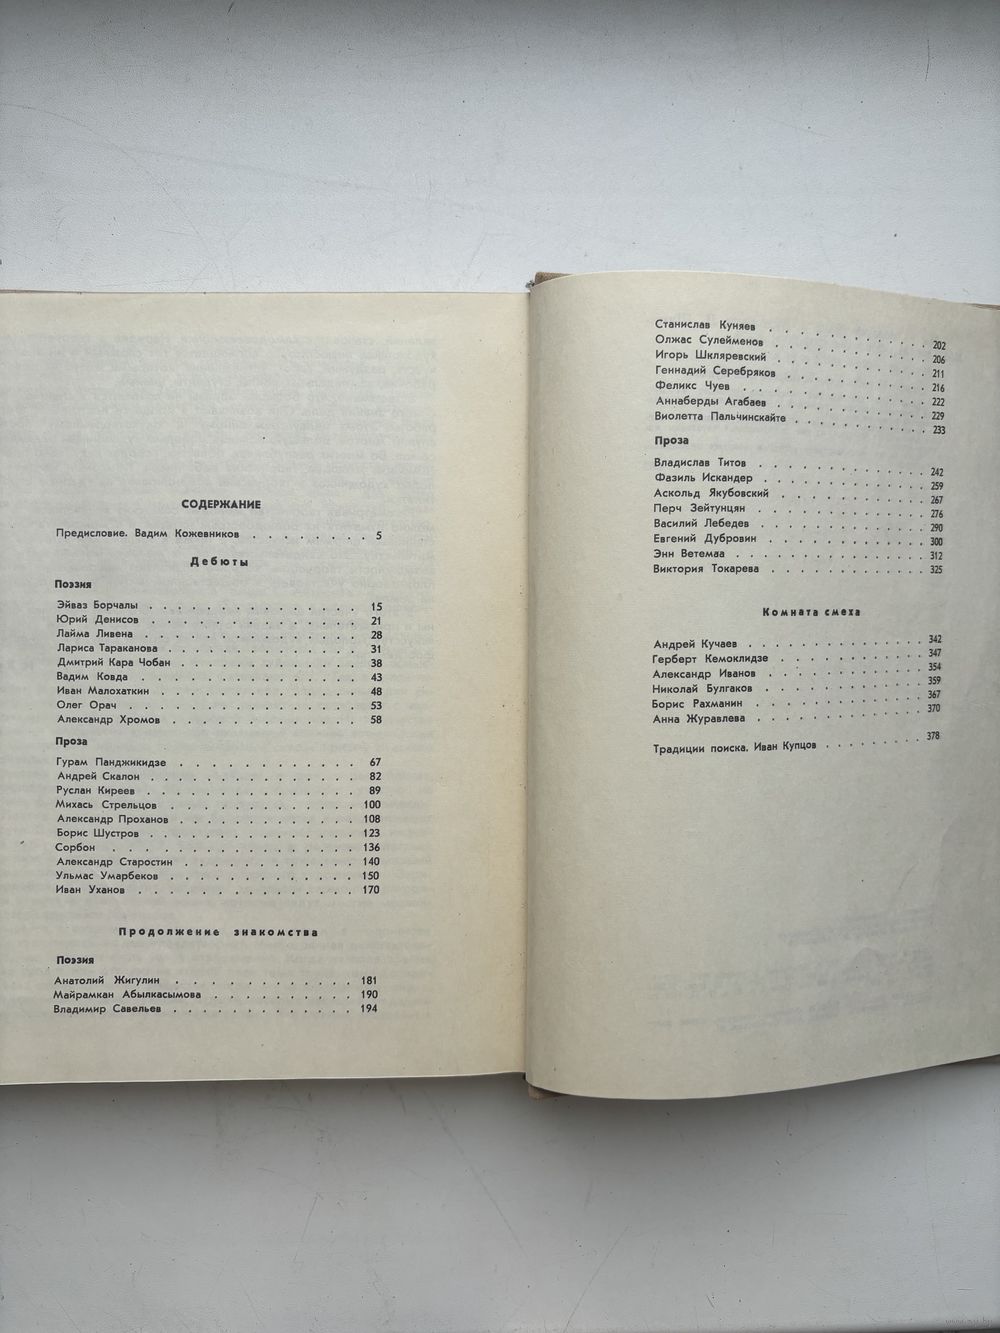 СОДЕРЖАНИЕ
Предисловие. Вадим Кожевников . . . . . . . . 5
Дебюты
Поэзия
Эйваз Борчалы . . . . . . . . . . . . . . 15
Юрий Денисов . . . . . . . . . . . . . . 21
Лайма Ливена . . . . . . . . . . . . . . 28
Лариса Тараканова . . . . . . . . . . . . 31
Дмитрий Кара Чобан . . . . . . . . . . . 38
Вадим Ковда . . . . . . . . . . . . . . 43
Иван Малохаткин . . . . . . . . . . . . . 48
Олег Орач . . . . . . . . . . . . . . . 53
Александр Хромов . . . . . . . . . . . . 58
Проза
Гурам Панджикидзе . . . . . . . . . . . . 67
Андрей Скалон . . . . . . . . . . . . . . 82
Руслан Киреев . . . . . . . . . . . . . . 89
Михась Стрельцов . . . . . . . . . . . . 100
Александр Проханов . . . . . . . . . . . 108
Борис Шустров . . . . . . . . . . . . . 123
Сорбон . . . . . . . . . . . . . . . . 136
Александр Старостин . . . . . . . . . . . 140
Ульмас Умарбеков . . . . . . . . . . . . 150
Иван Уханов . . . . . . . . . . . . . . 170
Продолжение знакомства
Поэзия
Анатолий Жигулин . . . . . . . . . . . . 181
Майрамкан Абылкасымова . . . . . . . . . 190
Владимир Савельев . . . . . . . . . . . . 194
Станислав Куняев . . . . . . . . . . . 202
Олжас Сулейменов . . . . . . . . . . . 206
Игорь Шкляревский . . . . . . . . . . . 211
Геннадий Серебряков . . . . . . . . . . 216
Феликс Чуев . . . . . . . . . . . . . 222
Аннаберды Агабаев . . . . . . . . . . . 229
Виолетта Пальчинскайте . . . . . . . . . 233
Проза
Владислав Титов . . . . . . . . . . . . 242
Фазиль Искандер . . . . . . . . . . . . 259
Аскольд Якубовский . . . . . . . . . . 267
Перч Зейтунцян . . . . . . . . . . . . 276
Василий Лебедев . . . . . . . . . . . . 290
Евгений Дубровин . . . . . . . . . . . 300
Энн Ветемаа . . . . . . . . . . . . . 312
Виктория Токарева . . . . . . . . . . . 325
Комната смеха
Андрей Кучаев . . . . . . . . . . . . 342
Герберт Кемоклидзе . . . . . . . . . . 347
Александр Иванов . . . . . . . . . . . 354
Николай Булгаков . . . . . . . . . . . 359
Борис Рахманин . . . . . . . . . . . . 367
Анна Журавлева . . . . . . . . . . . . 370
Традиции поиска. Иван Купцов . . . . . . . 378